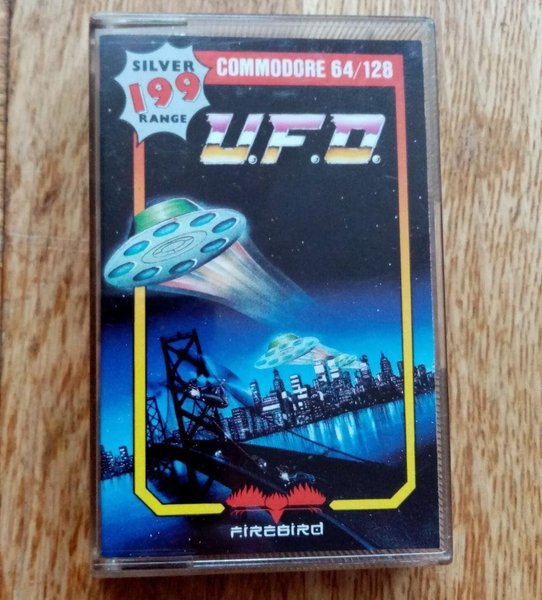 SILVER
199
RANGE
COMMODORE 64/128
U.F.O.
FIREBIRD